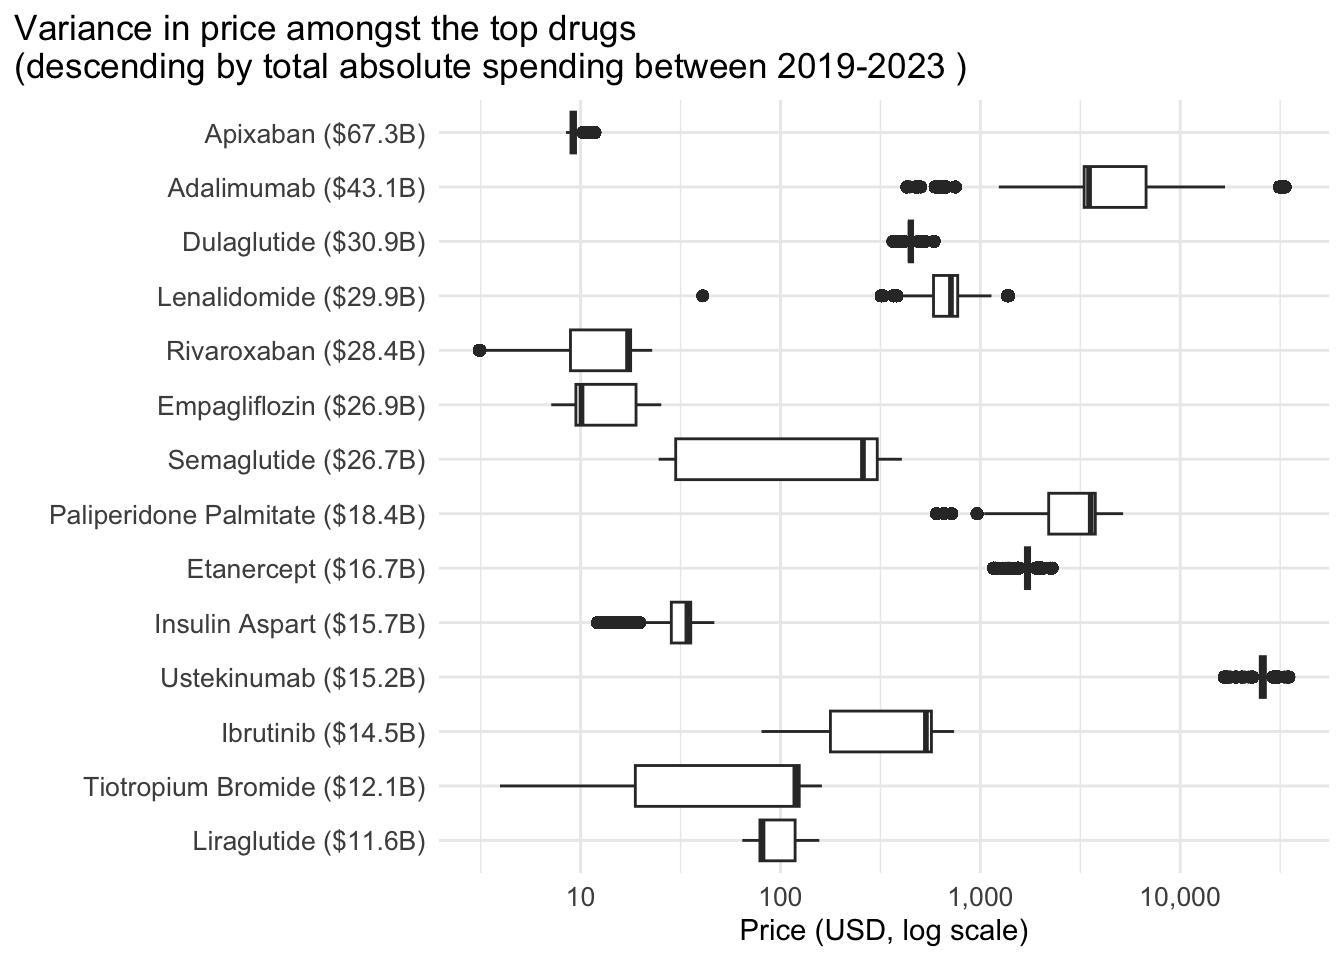 Variance in price amongst the top drugs
(descending by total absolute spending between 2019-2023 )
Apixaban ($67.3B)
Adalimumab ($43.1B)
Dulaglutide ($30.9B)
Lenalidomide ($29.9B)
Rivaroxaban ($28.4B)
Empagliflozin ($26.9B)
Semaglutide ($26.7B)
Paliperidone Palmitate ($18.4B)
Etanercept ($16.7B)
Insulin Aspart ($15.7B)
Ustekinumab ($15.2B)
Ibrutinib ($14.5B)
Tiotropium Bromide ($12.1B)
Liraglutide ($11.6B)
10 100 1,000 10,000
Price (USD, log scale)